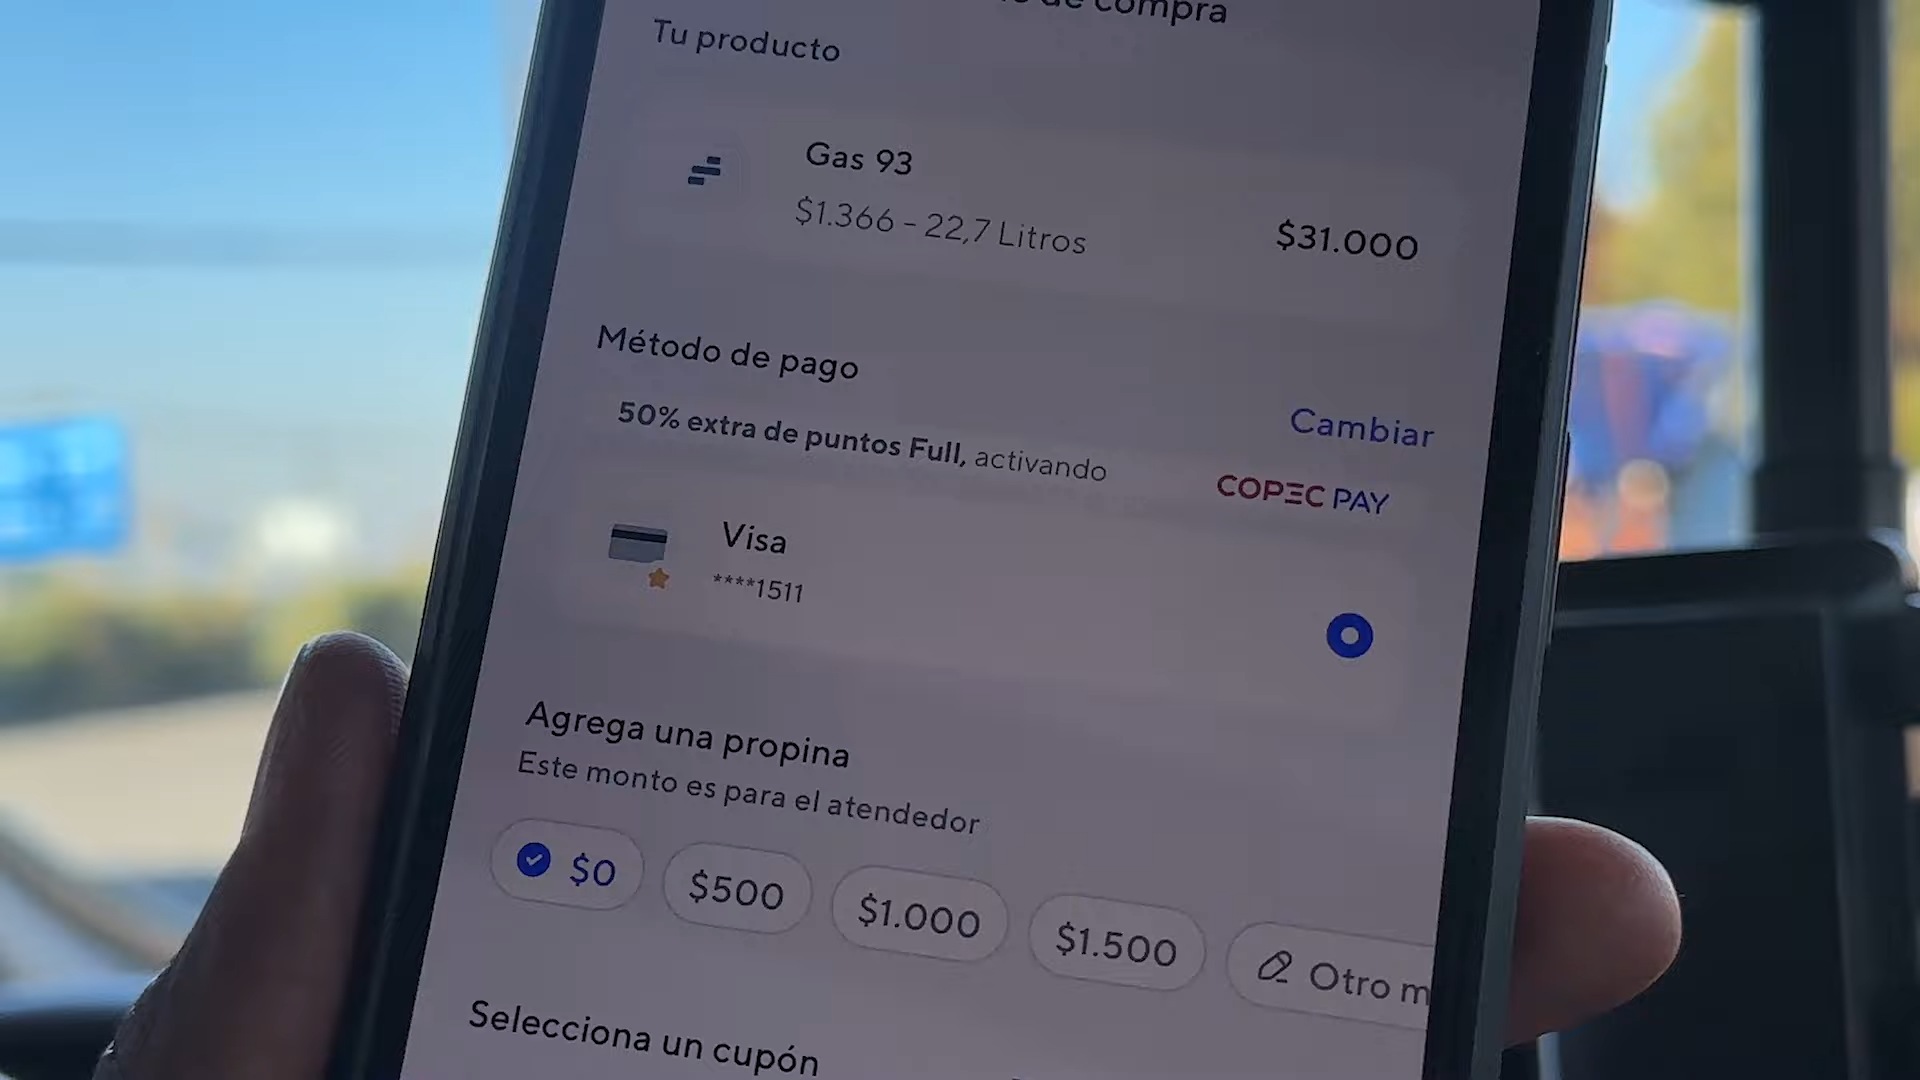 de compra
Tu producto
Gas 93
$1.366 - 22,7 Litros
$31.000
Método de pago
Cambiar
50% extra de puntos Full, activando
COPEC PAY
Visa
****1511
Agrega una propina
Este monto es para el atendedor
$0
$500
$1.000
$1.500
Otro m
Selecciona un cupón